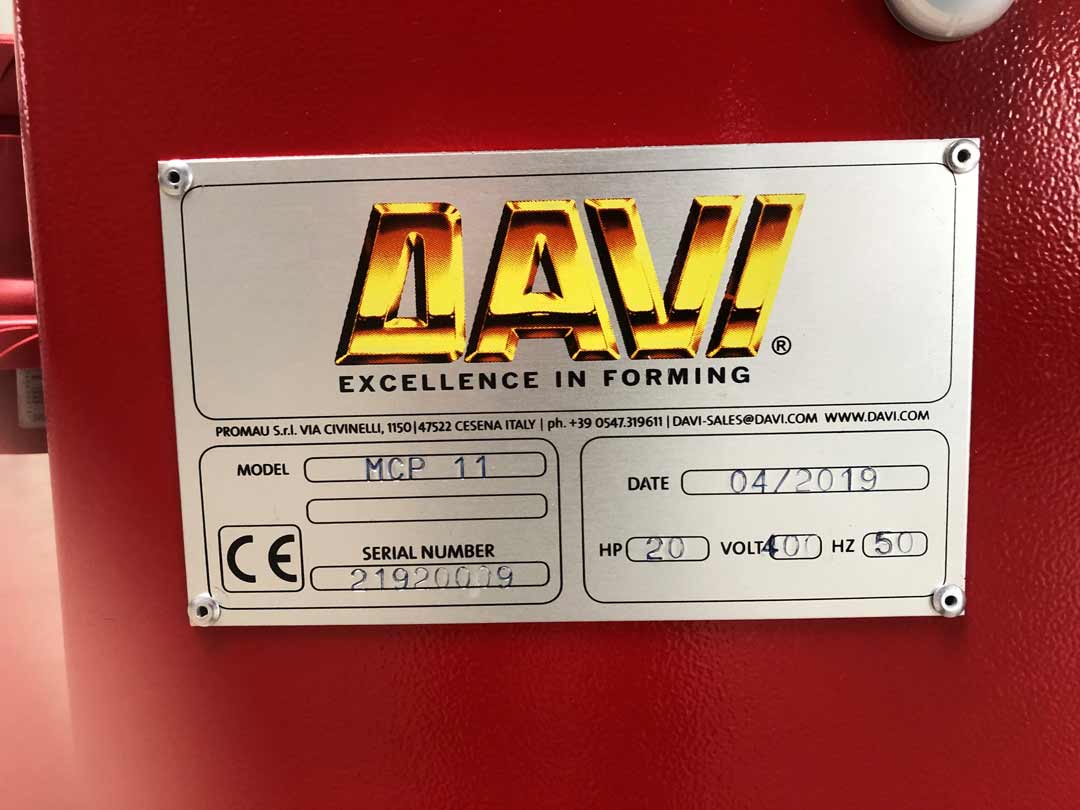 DAVI®
EXCELLENCE IN FORMING
PROMAU S.r.l. VIA CIVINELLI, 1150|47522 CESENA ITALY | ph. +39 0547.319611 | DAVI-SALES@DAVI.COM WWW.DAVI.COM
MODEL MCP 11
CE
SERIAL NUMBER
21920009
DATE 04/2019
HP 20 VOLT 400 HZ 50